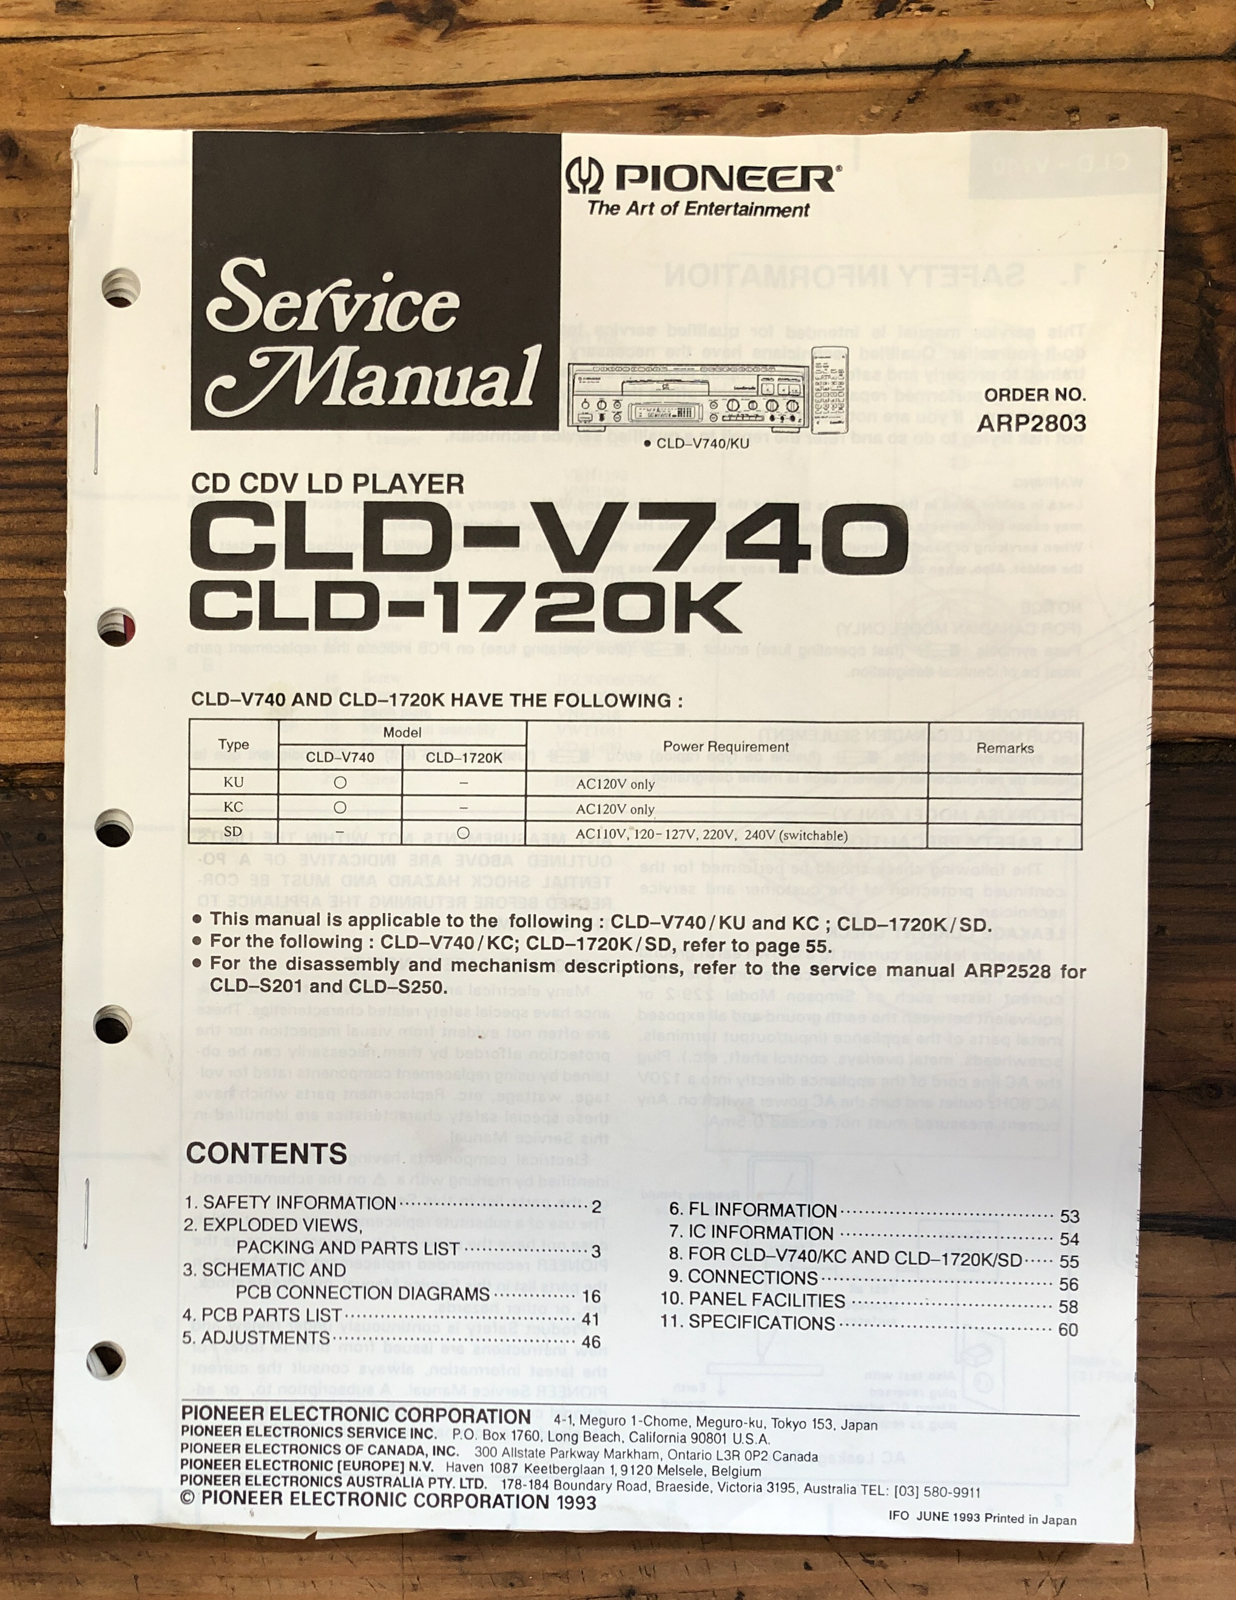 PIONEER®
The Art of Entertainment
Service
Manual
ORDER NO.
ARP2803
• CLD-V740/KU
CD CDV LD PLAYER
CLD-V740
CLD-1720K
CLD-V740 AND CLD-1720K HAVE THE FOLLOWING :
Type Model Power Requirement Remarks
CLD-V740 CLD-1720K
KU ○ – AC120V only
KC ○ – AC120V only
SD – ○ AC110V, 120-127V, 220V, 240V (switchable)
● This manual is applicable to the following : CLD-V740/KU and KC ; CLD-1720K/SD.
● For the following : CLD-V740/KC; CLD-1720K/SD, refer to page 55.
● For the disassembly and mechanism descriptions, refer to the service manual ARP2528 for
CLD-S201 and CLD-S250.
CONTENTS
1. SAFETY INFORMATION 2
2. EXPLODED VIEWS,
PACKING AND PARTS LIST 3
3. SCHEMATIC AND
PCB CONNECTION DIAGRAMS 16
4. PCB PARTS LIST 41
5. ADJUSTMENTS 46
6. FL INFORMATION 53
7. IC INFORMATION 54
8. FOR CLD-V740/KC AND CLD-1720K/SD 55
9. CONNECTIONS 56
10. PANEL FACILITIES 58
11. SPECIFICATIONS 60
PIONEER ELECTRONIC CORPORATION 4-1, Meguro 1-Chome, Meguro-ku, Tokyo 153, Japan
PIONEER ELECTRONICS SERVICE INC. P.O. Box 1760, Long Beach, California 90801 U.S.A.
PIONEER ELECTRONICS OF CANADA, INC. 300 Allstate Parkway Markham, Ontario L3R 0P2 Canada
PIONEER ELECTRONIC [EUROPE] N.V. Haven 1087 Keetberglaan 1, 9120 Melsele, Belgium
PIONEER ELECTRONICS AUSTRALIA PTY. LTD. 178-184 Boundary Road, Braeside, Victoria 3195, Australia TEL: [03] 580-9911
© PIONEER ELECTRONIC CORPORATION 1993
IFO JUNE 1993 Printed in Japan